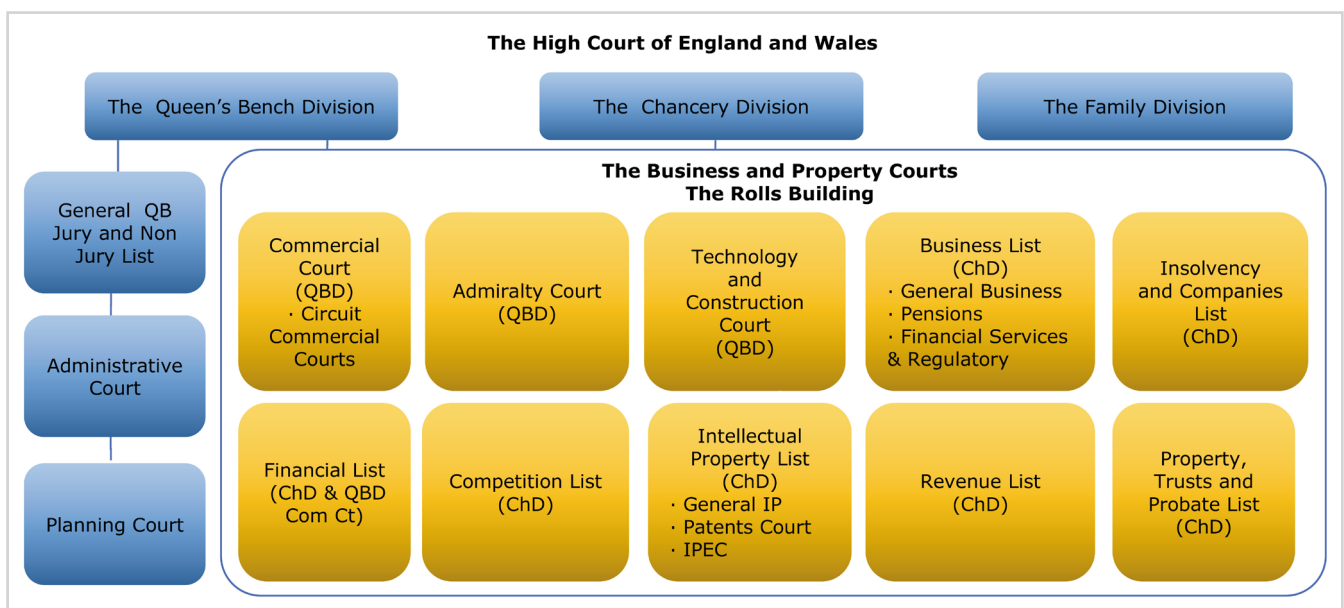 The High Court of England and Wales
The Queen's Bench Division
The Chancery Division
The Family Division
General QB
Jury and Non
Jury List
Administrative
Court
Planning Court
The Business and Property Courts
The Rolls Building
Commercial
Court
(QBD)
· Circuit
Commercial
Courts
Admiralty Court
(QBD)
Technology
and
Construction
Court
(QBD)
Business List
(ChD)
· General Business
· Pensions
· Financial Services
& Regulatory
Insolvency
and Companies
List
(ChD)
Financial List
(ChD & QBD
Com Ct)
Competition List
(ChD)
Intellectual
Property List
(ChD)
· General IP
· Patents Court
· IPEC
Revenue List
(ChD)
Property,
Trusts and
Probate List
(ChD)